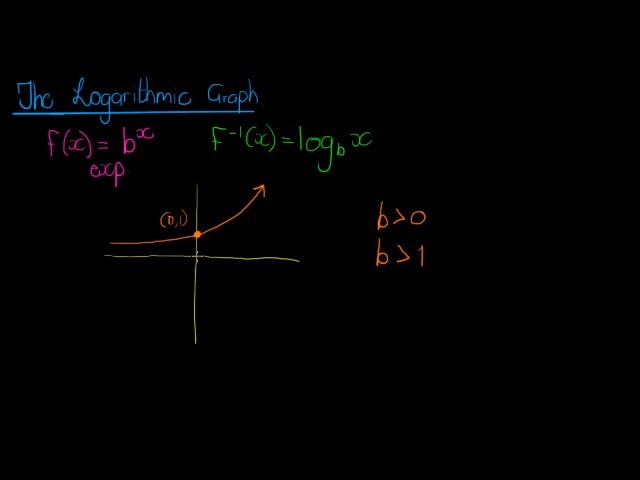 The Logarithmic Graph
f(x) = b^x
exp.
F^-1(x) = log_b x
(0,1)
b>0
b>1